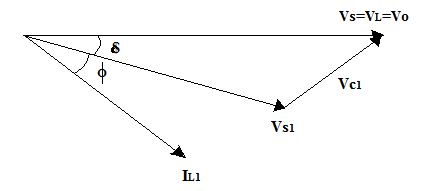 Vs=VL=Vo
δ
ϕ
Vc1
Vs1
IL1